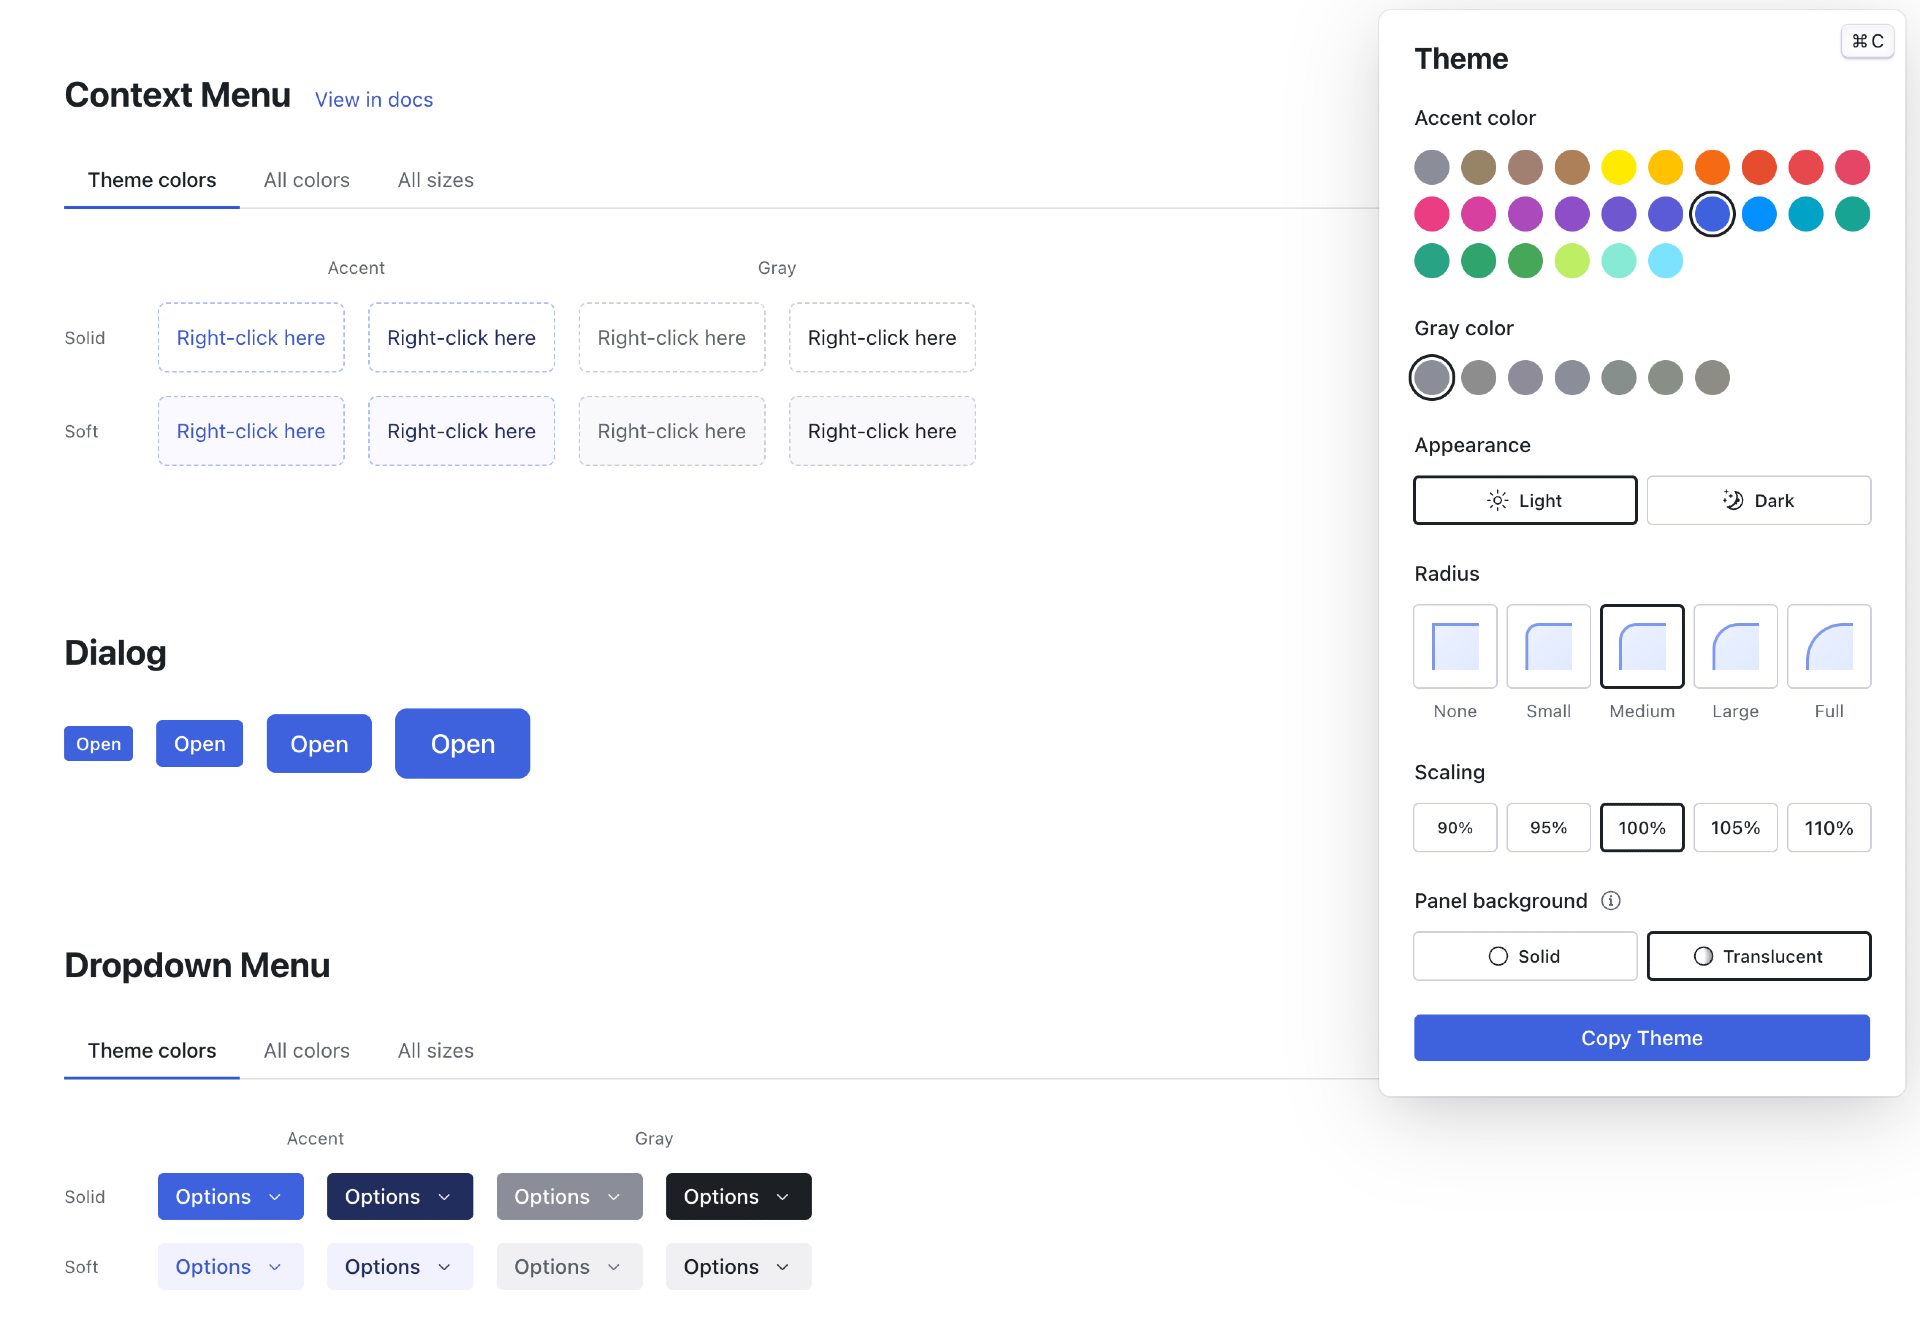 Context Menu View in docs
Theme colors All colors All sizes
Accent Gray
Solid Right-click here Right-click here Right-click here Right-click here
Soft Right-click here Right-click here Right-click here Right-click here
Dialog
Open Open Open Open
Dropdown Menu
Theme colors All colors All sizes
Accent Gray
Solid Options Options Options Options
Soft Options Options Options Options
⌘ C
Theme
Accent color
Gray color
Appearance
Light Dark
Radius
None Small Medium Large Full
Scaling
90% 95% 100% 105% 110%
Panel background
Solid Translucent
Copy Theme